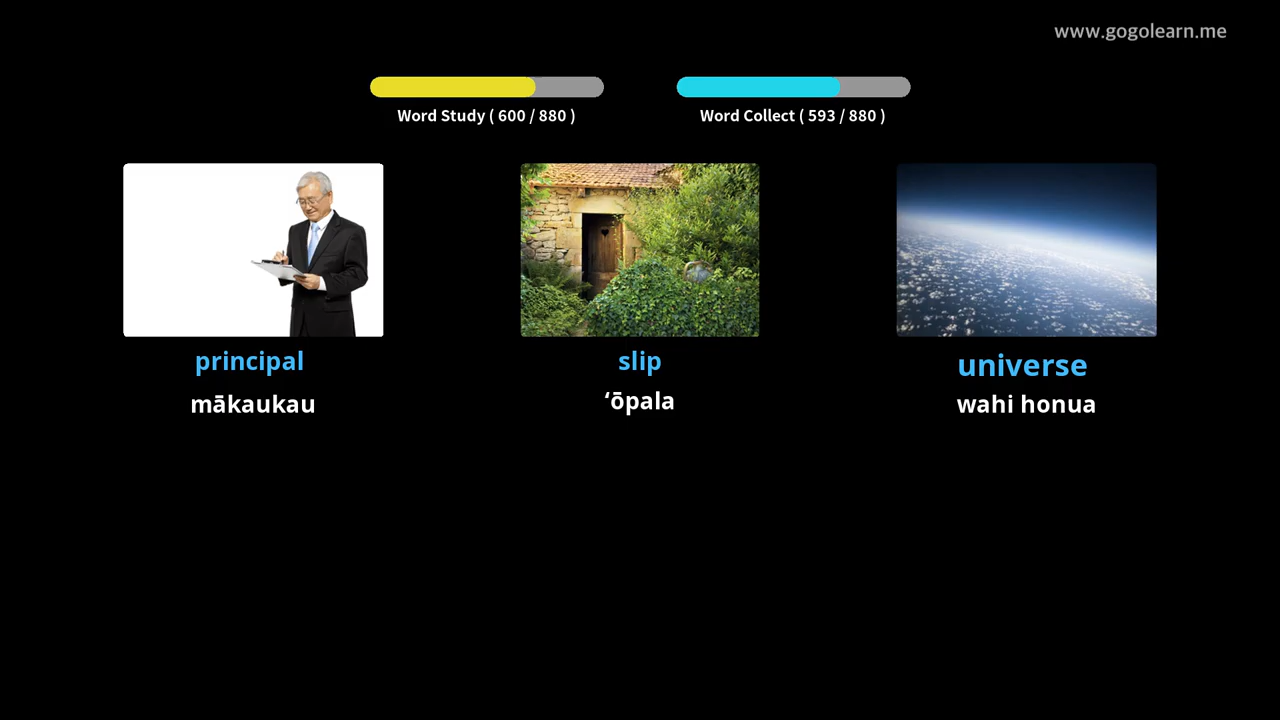 www.gogolearn.me
Word Study ( 600 / 880 )
Word Collect ( 593 / 880 )
principal
slip
universe
mākaukau
ʻōpala
wahi honua